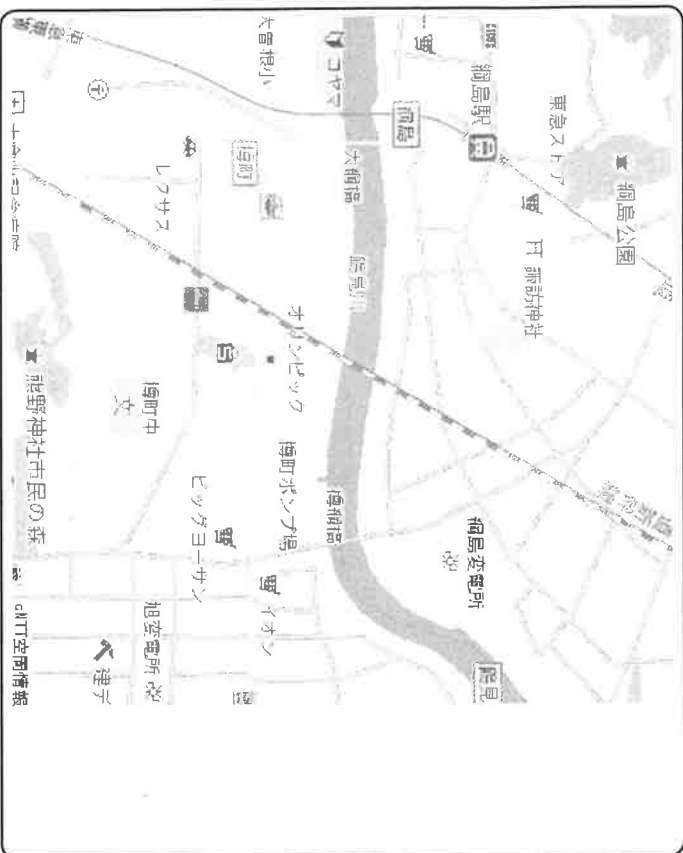 綱島公園
東急ストア
諏訪神社
綱島駅
綱島
綱島変電所
大綱橋
鶴見川
樽綱橋
コヤマ
大曽根小
樽町
オリンピック
樽町ポンプ場
イオン
レクサス
樽町中
ビッグヨーサン
旭変電所
熊野神社市民の森
NTT空間情報